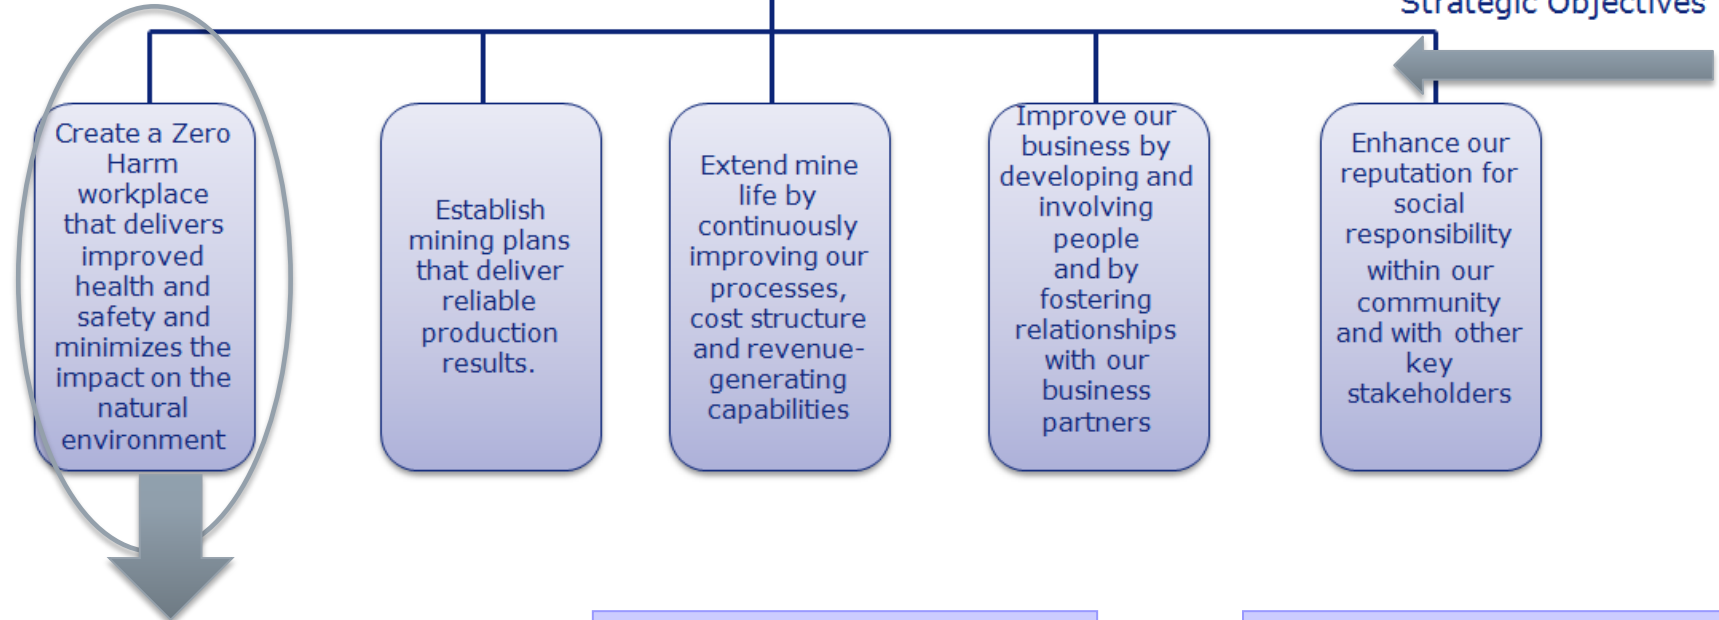 Strategic Objectives
Create a Zero
Harm
workplace
that delivers
improved
health and
safety and
minimizes the
impact on the
natural
environment
Establish
mining plans
that deliver
reliable
production
results.
Extend mine
life by
continuously
improving our
processes,
cost structure
and revenue-
generating
capabilities
Improve our
business by
developing and
involving
people
and by
fostering
relationships
with our
business
partners
Enhance our
reputation for
social
responsibility
within our
community
and with other
key
stakeholders